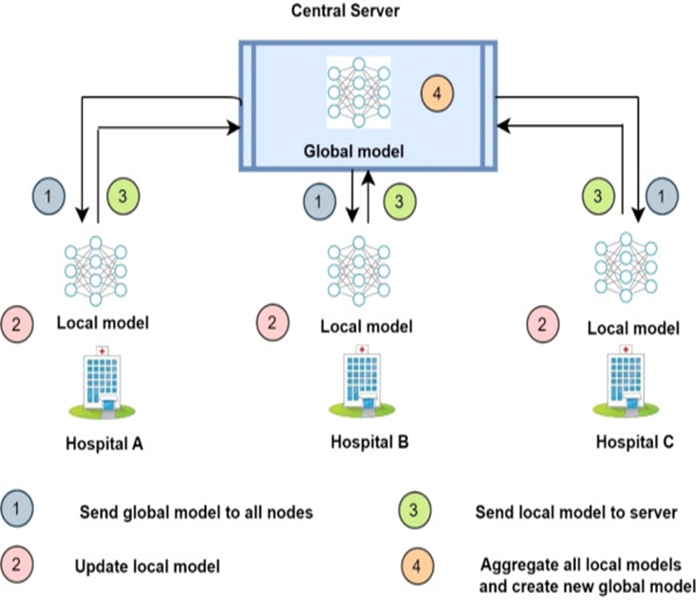 Central Server
4
Global model
1
3
1
3
3
1
2
Local model
2
Local model
2
Local model
Hospital A
Hospital B
Hospital C
1
Send global model to all nodes
3
Send local model to server
2
Update local model
4
Aggregate all local models
and create new global model